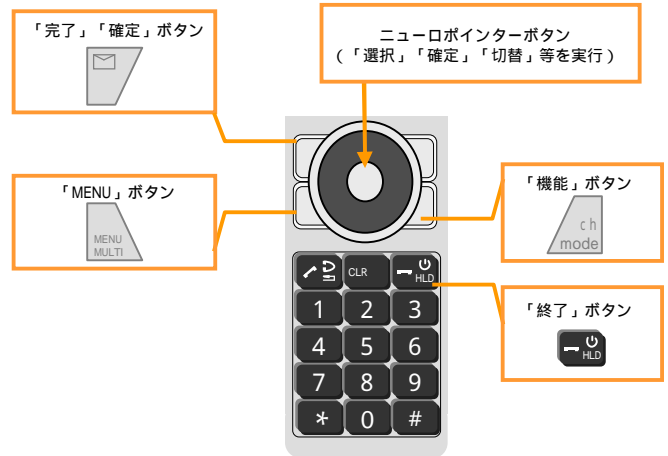 「完了」「確定」ボタン
ニューロポインターボタン
(「選択」「確定」「切替」等を実行)
「MENU」ボタン
MENU
MULTI
「機能」ボタン
ch
mode
CLR
HLD
1 2 3
4 5 6
7 8 9
* 0 #
「終了」ボタン
HLD